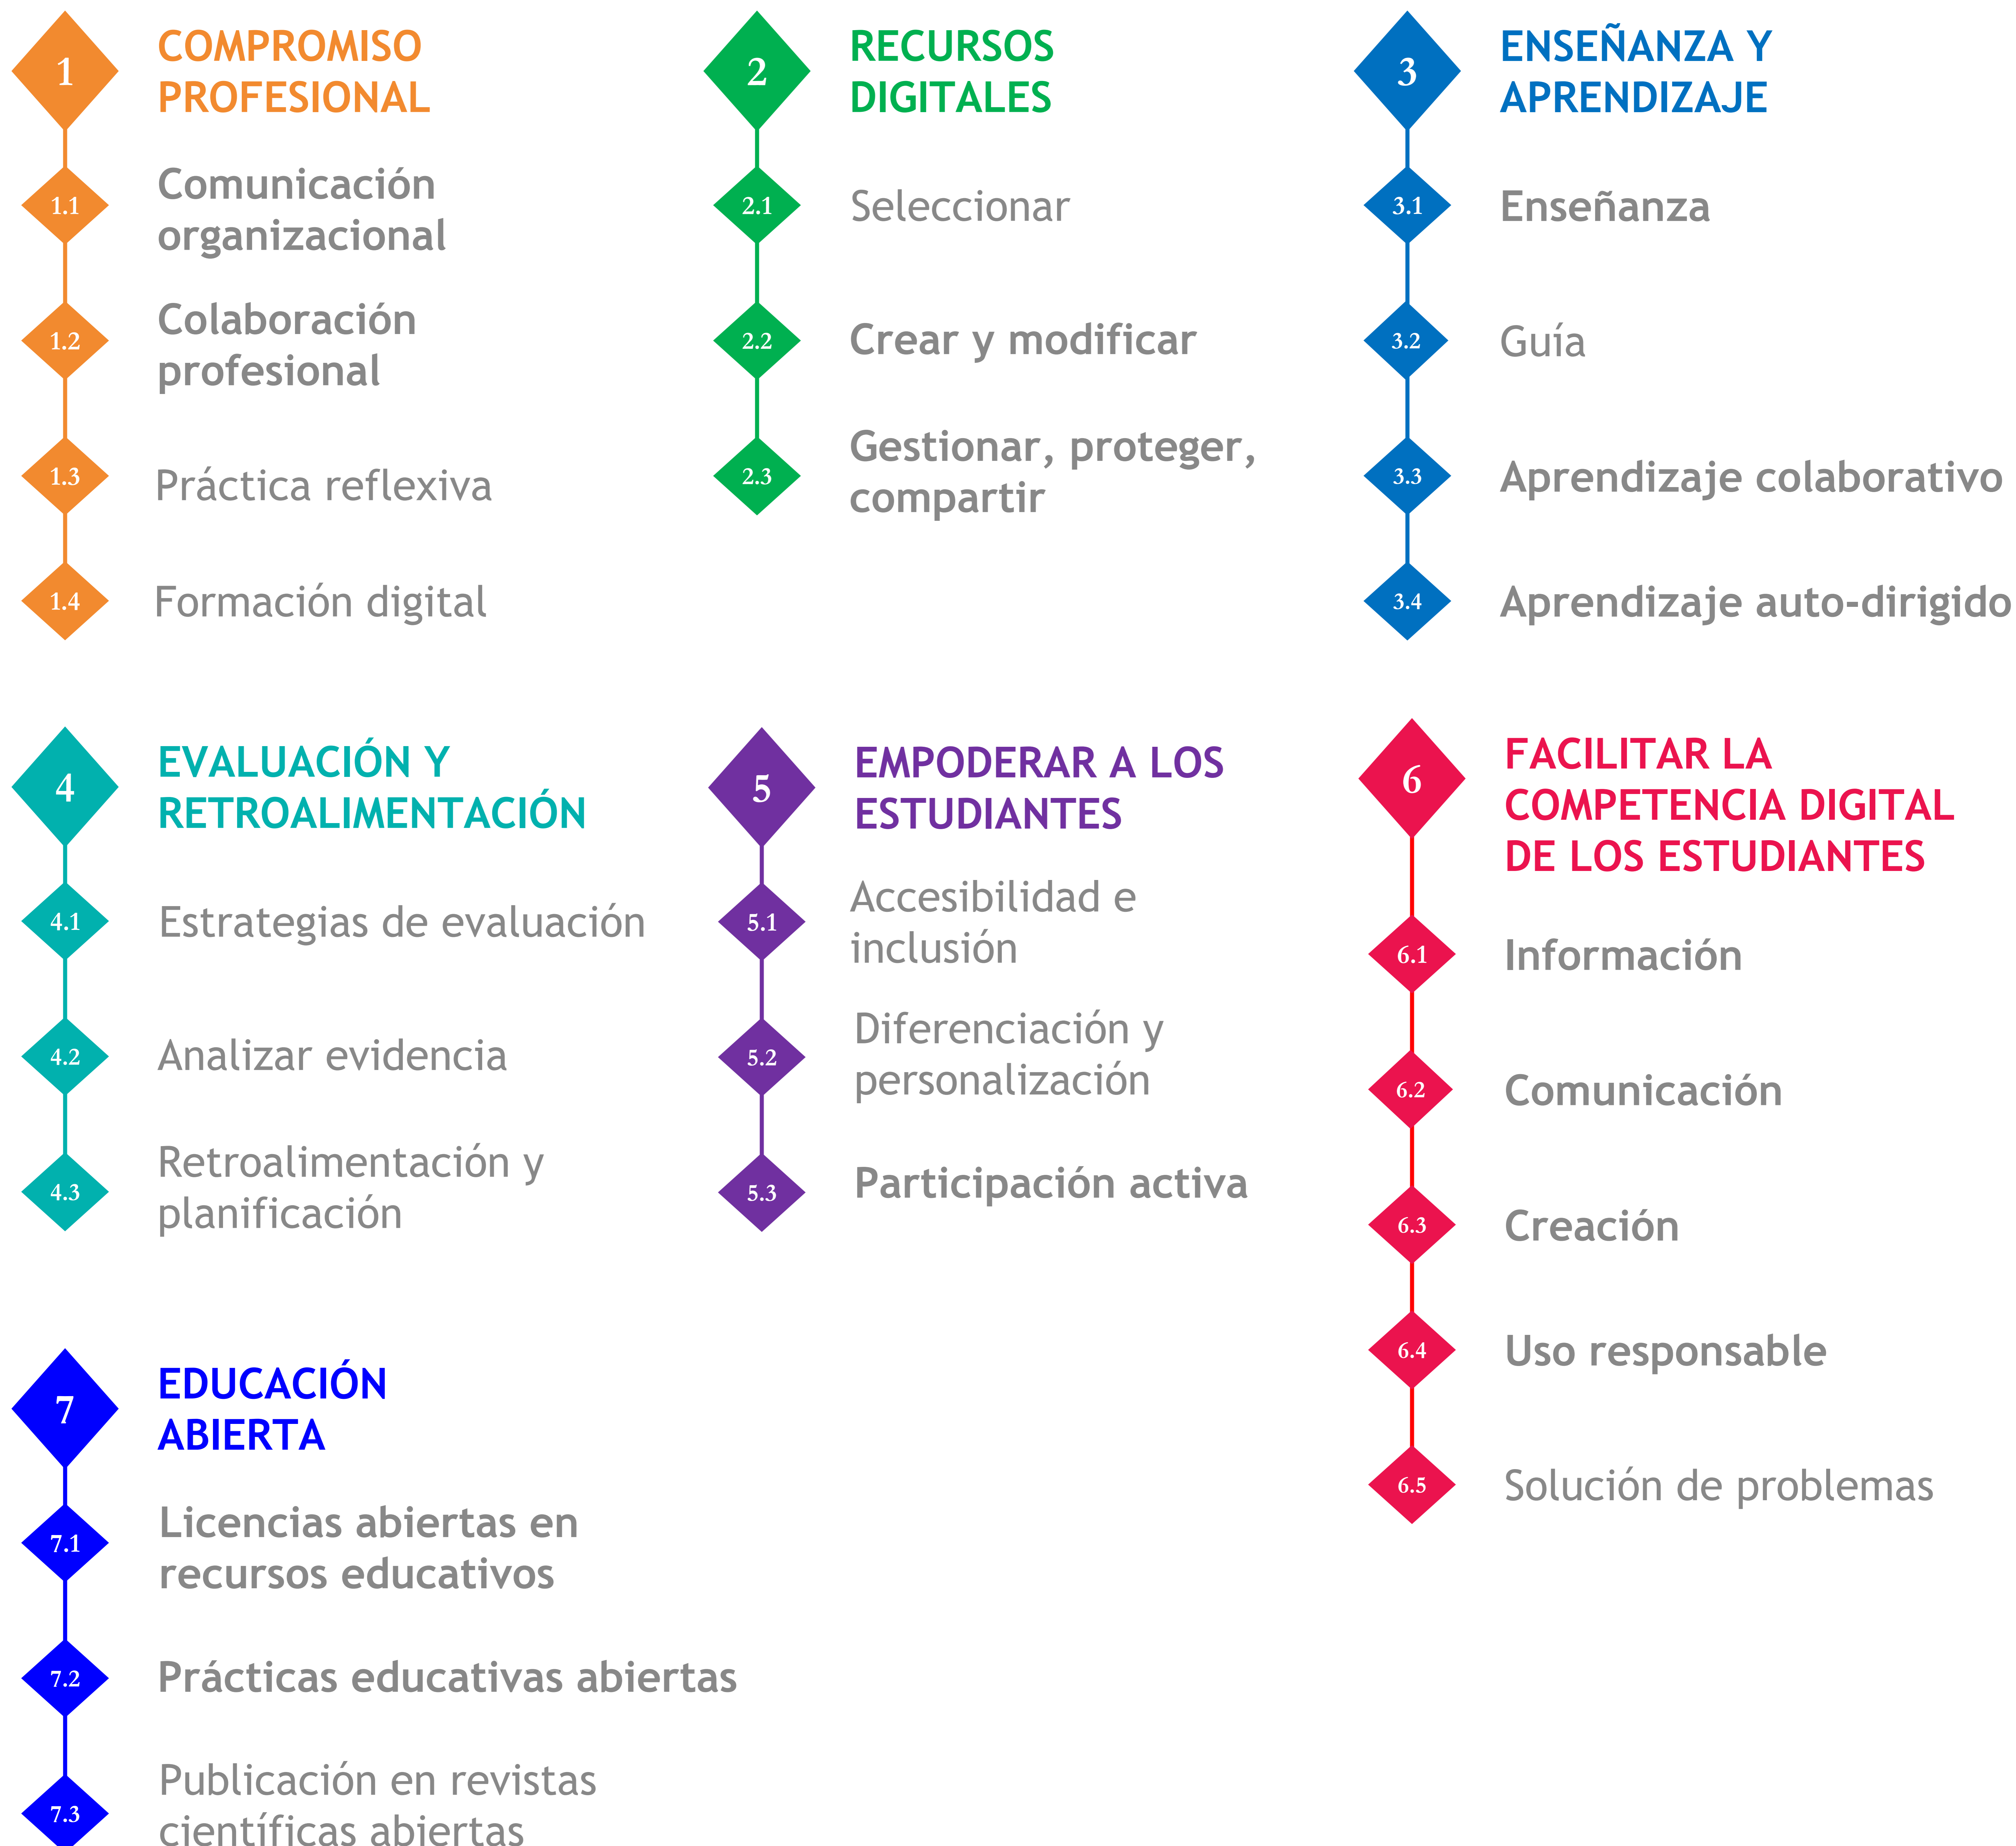 1
COMPROMISO
PROFESIONAL
1.1
Comunicación
organizacional
1.2
Colaboración
profesional
1.3
Práctica reflexiva
1.4
Formación digital
2
RECURSOS
DIGITALES
2.1
Seleccionar
2.2
Crear y modificar
2.3
Gestionar, proteger,
compartir
3
ENSEÑANZA Y
APRENDIZAJE
3.1
Enseñanza
3.2
Guía
3.3
Aprendizaje colaborativo
3.4
Aprendizaje auto-dirigido
4
EVALUACIÓN Y
RETROALIMENTACIÓN
4.1
Estrategias de evaluación
4.2
Analizar evidencia
4.3
Retroalimentación y
planificación
5
EMPODERAR A LOS
ESTUDIANTES
5.1
Accesibilidad e
inclusión
5.2
Diferenciación y
personalización
5.3
Participación activa
6
FACILITAR LA
COMPETENCIA DIGITAL
DE LOS ESTUDIANTES
6.1
Información
6.2
Comunicación
6.3
Creación
6.4
Uso responsable
6.5
Solución de problemas
7
EDUCACIÓN
ABIERTA
7.1
Licencias abiertas en
recursos educativos
7.2
Prácticas educativas abiertas
7.3
Publicación en revistas
científicas abiertas